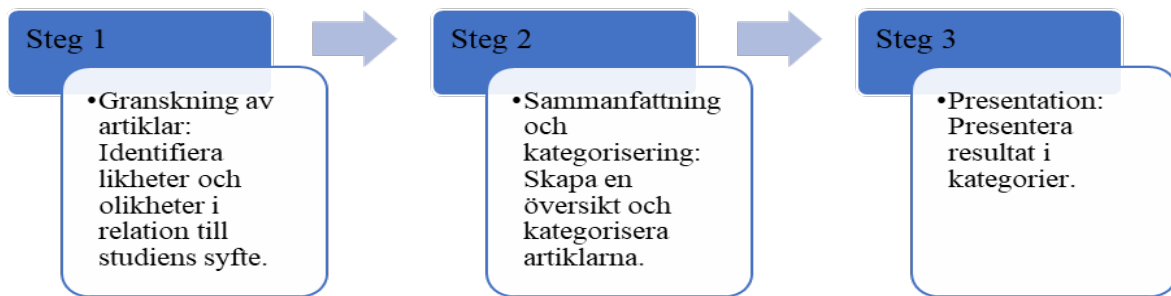 Steg 1
•Granskning av
artiklar:
Identifiera
likheter och
olikheter i
relation till
studiens syfte.
Steg 2
•Sammanfattning
och
kategorisering:
Skapa en
översikt och
kategorisera
artiklarna.
Steg 3
•Presentation:
Presentera
resultat i
kategorier.